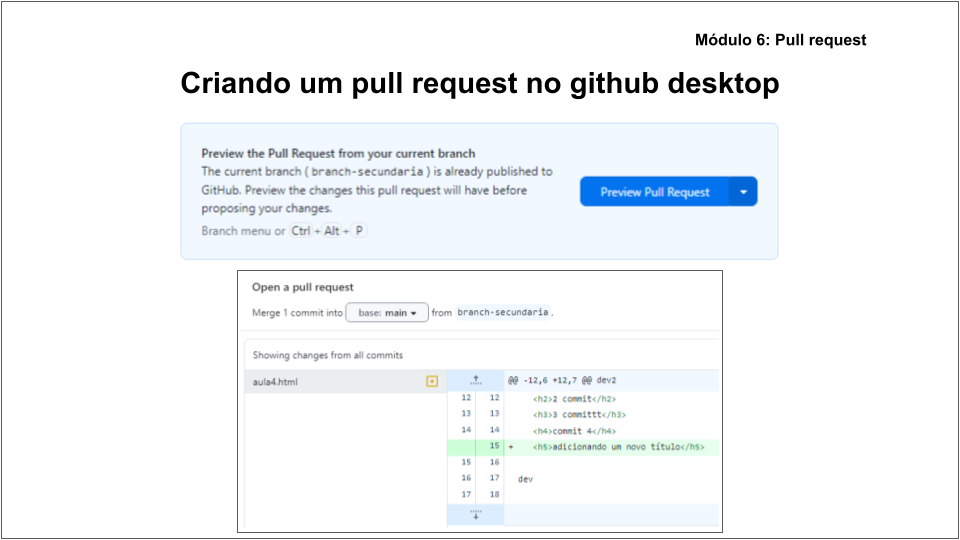 Módulo 6: Pull request
Criando um pull request no github desktop
Preview the Pull Request from your current branch
The current branch ( branch-secundaria ) is already published to
GitHub. Preview the changes this pull request will have before
proposing your changes.
Branch menu or Ctrl + Alt + P
Preview Pull Request
Open a pull request
Merge 1 commit into base: main from branch-secundaria.
Showing changes from all commits
aula4.html
@@ -12,6 +12,7 @@ dev2
12 12 <h2>2 commit</h2>
13 13 <h3>3 committt</h3>
14 14 <h4>commit 4</h4>
15 + <h5>adicionando um novo título</h5>
15 16
16 17 dev
17 18